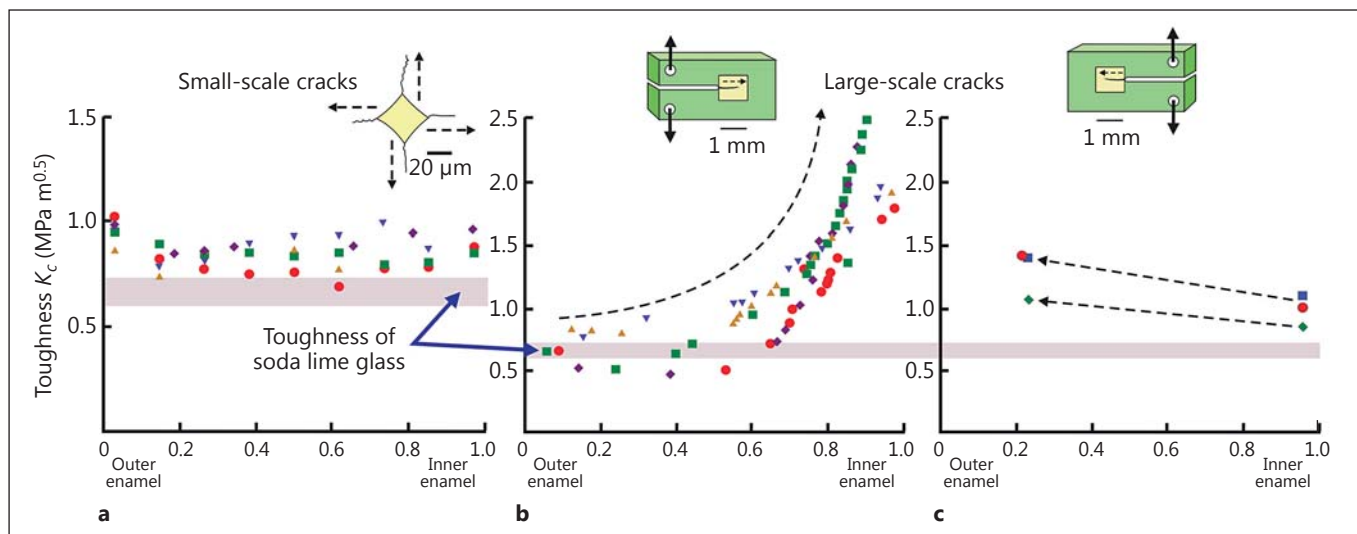 Small-scale cracks
20 µm
1 mm
Large-scale cracks
1 mm
Toughness Kc (MPa m0.5)
1.5
1.0
0.5
0
0.2
0.4
0.6
0.8
1.0
Outer enamel
Inner enamel
a
Toughness of
soda lime glass
2.5
2.0
1.5
1.0
0.5
0
0.2
0.4
0.6
0.8
1.0
Outer enamel
Inner enamel
b
2.5
2.0
1.5
1.0
0.5
0
0.2
0.4
0.6
0.8
1.0
Outer enamel
Inner enamel
c